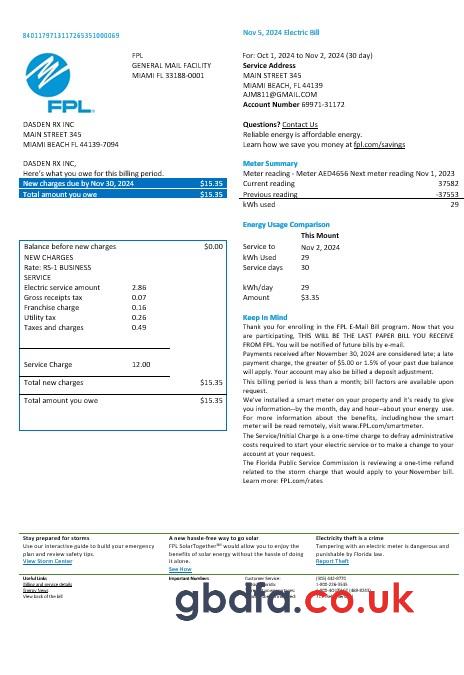 8401179713117265351000069
Nov 5, 2024 Electric Bill
FPL
FPL
GENERAL MAIL FACILITY
MIAMI FL 33188-0001
For: Oct 1, 2024 to Nov 2, 2024 (30 day)
Service Address
MAIN STREET 345
MIAMI BEACH, FL 44139
AJM811@GMAIL.COM
Account Number 69971-31172
DASDEN RX INC
MAIN STREET 345
MIAMI BEACH FL 44139-7094
Questions? Contact Us
Reliable energy is affordable energy.
Learn how we save you money at fpl.com/savings
DASDEN RX INC,
Here's what you owe for this billing period.
New charges due by Nov 30, 2024 $15.35
Total amount you owe $15.35
Meter Summary
Meter reading - Meter AED4656 Next meter reading Nov 1, 2023
Current reading 37582
Previous reading -37553
kWh used 29
Energy Usage Comparison
This Mount
Service to Nov 2, 2024
kWh Used 29
Service days 30
kWh/day 29
Amount $3.35
Balance before new charges $0.00
NEW CHARGES
Rate: RS-1 BUSINESS
SERVICE
Electric service amount 2.86
Gross receipts tax 0.07
Franchise charge 0.16
Utility tax 0.26
Taxes and charges 0.49
Service Charge 12.00
Total new charges $15.35
Total amount you owe $15.35
Keep In Mind
Thank you for enrolling in the FPL E-Mail Bill program. Now that you
are participating, THIS WILL BE THE LAST PAPER BILL YOU RECEIVE
FROM FPL. You will be notified of future bills by e-mail.
Payments received after November 30, 2024 are considered late; a late
payment charge, the greater of $5.00 or 1.5% of your past due balance
will apply. Your account may also be billed a deposit adjustment.
This billing period is less than a month; bill factors are available upon
request.
We've installed a smart meter on your property and it's ready to give
you information--by the month, day and hour--about your energy use.
For more information about the benefits, including how the smart
meter will be read remotely, visit www.FPL.com/smartmeter.
The Service/Initial Charge is a one-time charge to defray administrative
costs required to start your electric service or to make a change to your
account at your request.
The Florida Public Service Commission is reviewing a one-time refund
related to the storm charge that would apply to your November bill.
Learn more: FPL.com/rates
Stay prepared for storms
Use our interactive guide to build your emergency
plan and review safety tips.
View Storm Center
A new hassle-free way to go solar
FPL SolarTogether℠ would allow you to enjoy the
benefits of solar energy without the hassle of doing
it alone.
See How
Electricity theft is a crime
Tampering with an electric meter is dangerous and
punishable by Florida law.
Report Theft
Useful Links
Billing and service details
Energy News
View back of the bill
Important Numbers
Customer Service:
(305) 442-8770
gbdfa.co.uk